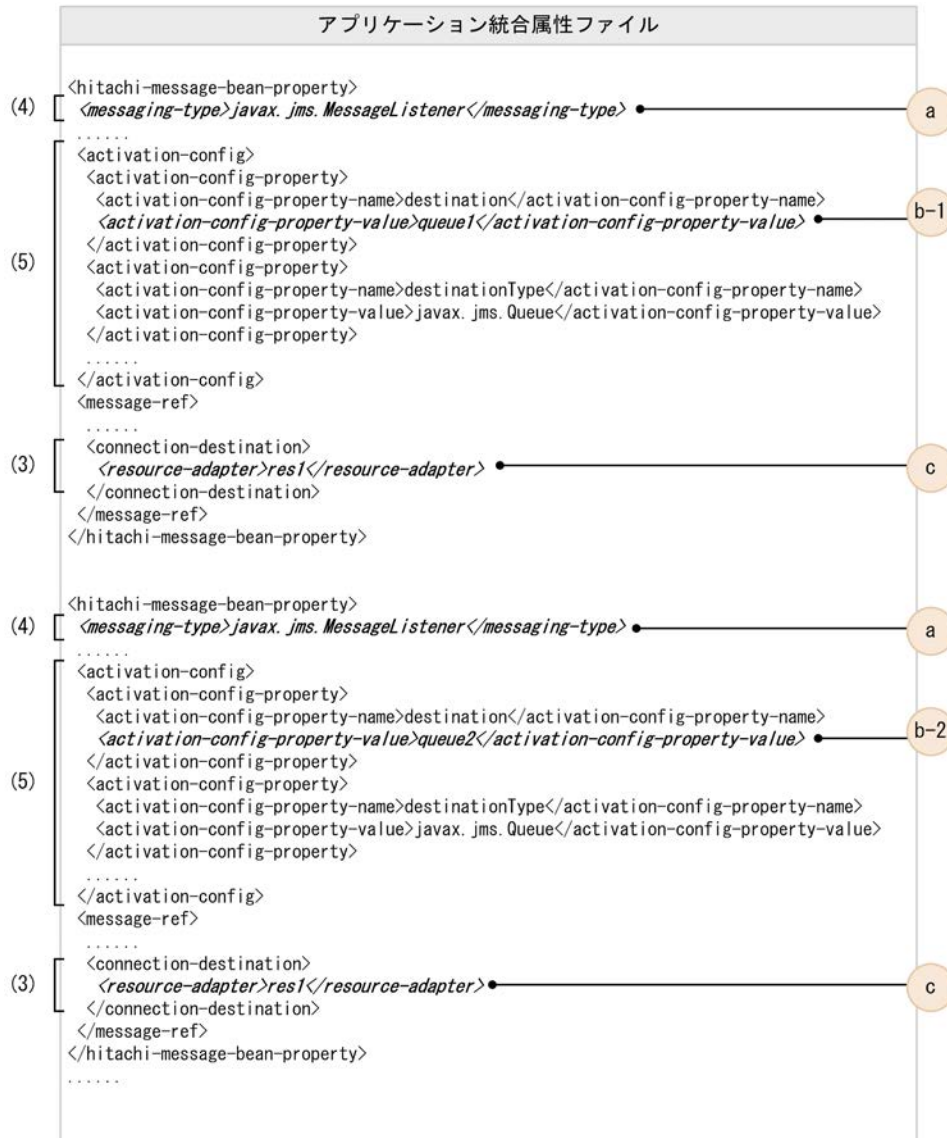 アプリケーション統合属性ファイル
<hitachi-message-bean-property>
(4) <messaging-type>javax.jms.MessageListener</messaging-type> a
......
<activation-config>
<activation-config-property>
<activation-config-property-name>destination</activation-config-property-name>
<activation-config-property-value>queue1</activation-config-property-value> b-1
</activation-config-property>
(5) <activation-config-property>
<activation-config-property-name>destinationType</activation-config-property-name>
<activation-config-property-value>javax.jms.Queue</activation-config-property-value>
</activation-config-property>
......
</activation-config>
<message-ref>
......
<connection-destination>
(3) <resource-adapter>res1</resource-adapter> c
</connection-destination>
</message-ref>
</hitachi-message-bean-property>
<hitachi-message-bean-property>
(4) <messaging-type>javax.jms.MessageListener</messaging-type> a
......
<activation-config>
<activation-config-property>
<activation-config-property-name>destination</activation-config-property-name>
<activation-config-property-value>queue2</activation-config-property-value> b-2
</activation-config-property>
(5) <activation-config-property>
<activation-config-property-name>destinationType</activation-config-property-name>
<activation-config-property-value>javax.jms.Queue</activation-config-property-value>
</activation-config-property>
......
</activation-config>
<message-ref>
......
<connection-destination>
(3) <resource-adapter>res1</resource-adapter> c
</connection-destination>
</message-ref>
</hitachi-message-bean-property>
......